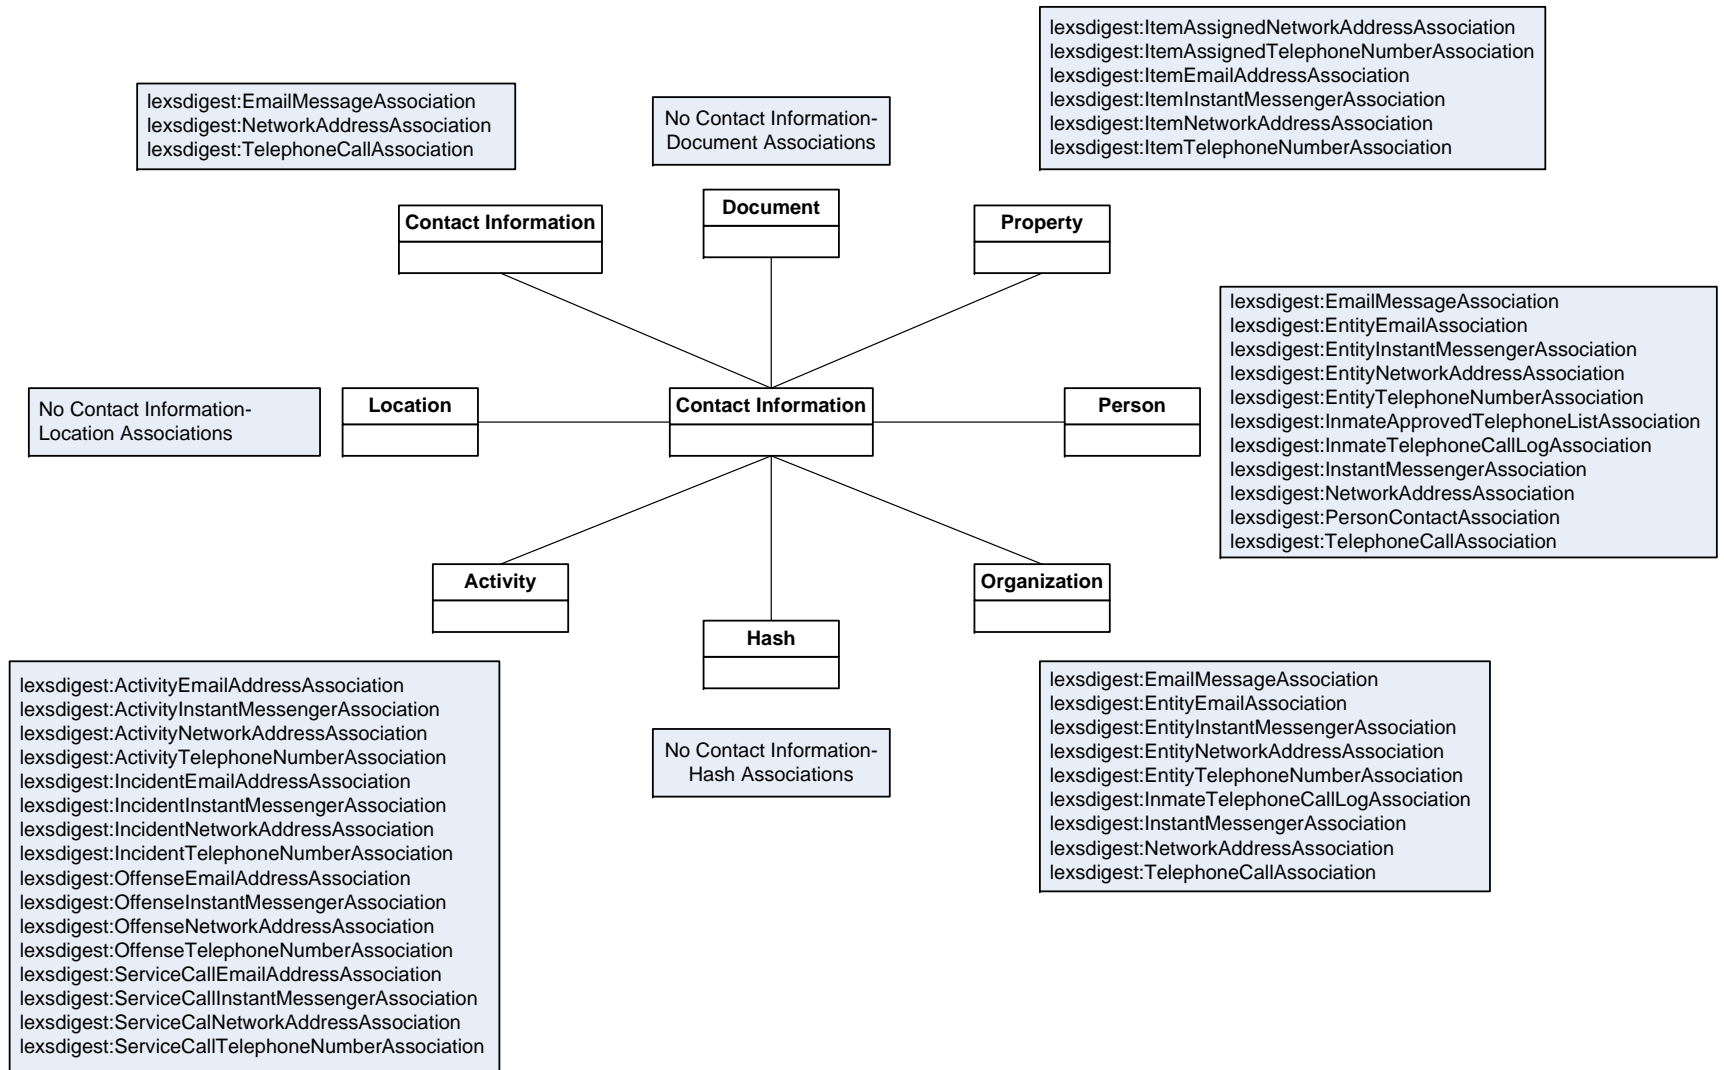 lexsdigest:ItemAssignedNetworkAddressAssociation
lexsdigest:ItemAssignedTelephoneNumberAssociation
lexsdigest:ItemEmailAddressAssociation
lexsdigest:ItemInstantMessengerAssociation
lexsdigest:ItemNetworkAddressAssociation
lexsdigest:ItemTelephoneNumberAssociation
lexsdigest:EmailMessageAssociation
lexsdigest:NetworkAddressAssociation
lexsdigest:TelephoneCallAssociation
No Contact Information-
Document Associations
Contact Information
Document
Property
lexsdigest:EmailMessageAssociation
lexsdigest:EntityEmailAssociation
lexsdigest:EntityInstantMessengerAssociation
lexsdigest:EntityNetworkAddressAssociation
lexsdigest:EntityTelephoneNumberAssociation
lexsdigest:InmateApprovedTelephoneListAssociation
lexsdigest:InmateTelephoneCallLogAssociation
lexsdigest:InstantMessengerAssociation
lexsdigest:NetworkAddressAssociation
lexsdigest:PersonContactAssociation
lexsdigest:TelephoneCallAssociation
No Contact Information-
Location Associations
Location
Contact Information
Person
Activity
Hash
Organization
lexsdigest:ActivityEmailAddressAssociation
lexsdigest:ActivityInstantMessengerAssociation
lexsdigest:ActivityNetworkAddressAssociation
lexsdigest:ActivityTelephoneNumberAssociation
lexsdigest:IncidentEmailAddressAssociation
lexsdigest:IncidentInstantMessengerAssociation
lexsdigest:IncidentNetworkAddressAssociation
lexsdigest:IncidentTelephoneNumberAssociation
lexsdigest:OffenseEmailAddressAssociation
lexsdigest:OffenseInstantMessengerAssociation
lexsdigest:OffenseNetworkAddressAssociation
lexsdigest:OffenseTelephoneNumberAssociation
lexsdigest:ServiceCallEmailAddressAssociation
lexsdigest:ServiceCallInstantMessengerAssociation
lexsdigest:ServiceCalNetworkAddressAssociation
lexsdigest:ServiceCallTelephoneNumberAssociation
No Contact Information-
Hash Associations
lexsdigest:EmailMessageAssociation
lexsdigest:EntityEmailAssociation
lexsdigest:EntityInstantMessengerAssociation
lexsdigest:EntityNetworkAddressAssociation
lexsdigest:EntityTelephoneNumberAssociation
lexsdigest:InmateTelephoneCallLogAssociation
lexsdigest:InstantMessengerAssociation
lexsdigest:NetworkAddressAssociation
lexsdigest:TelephoneCallAssociation